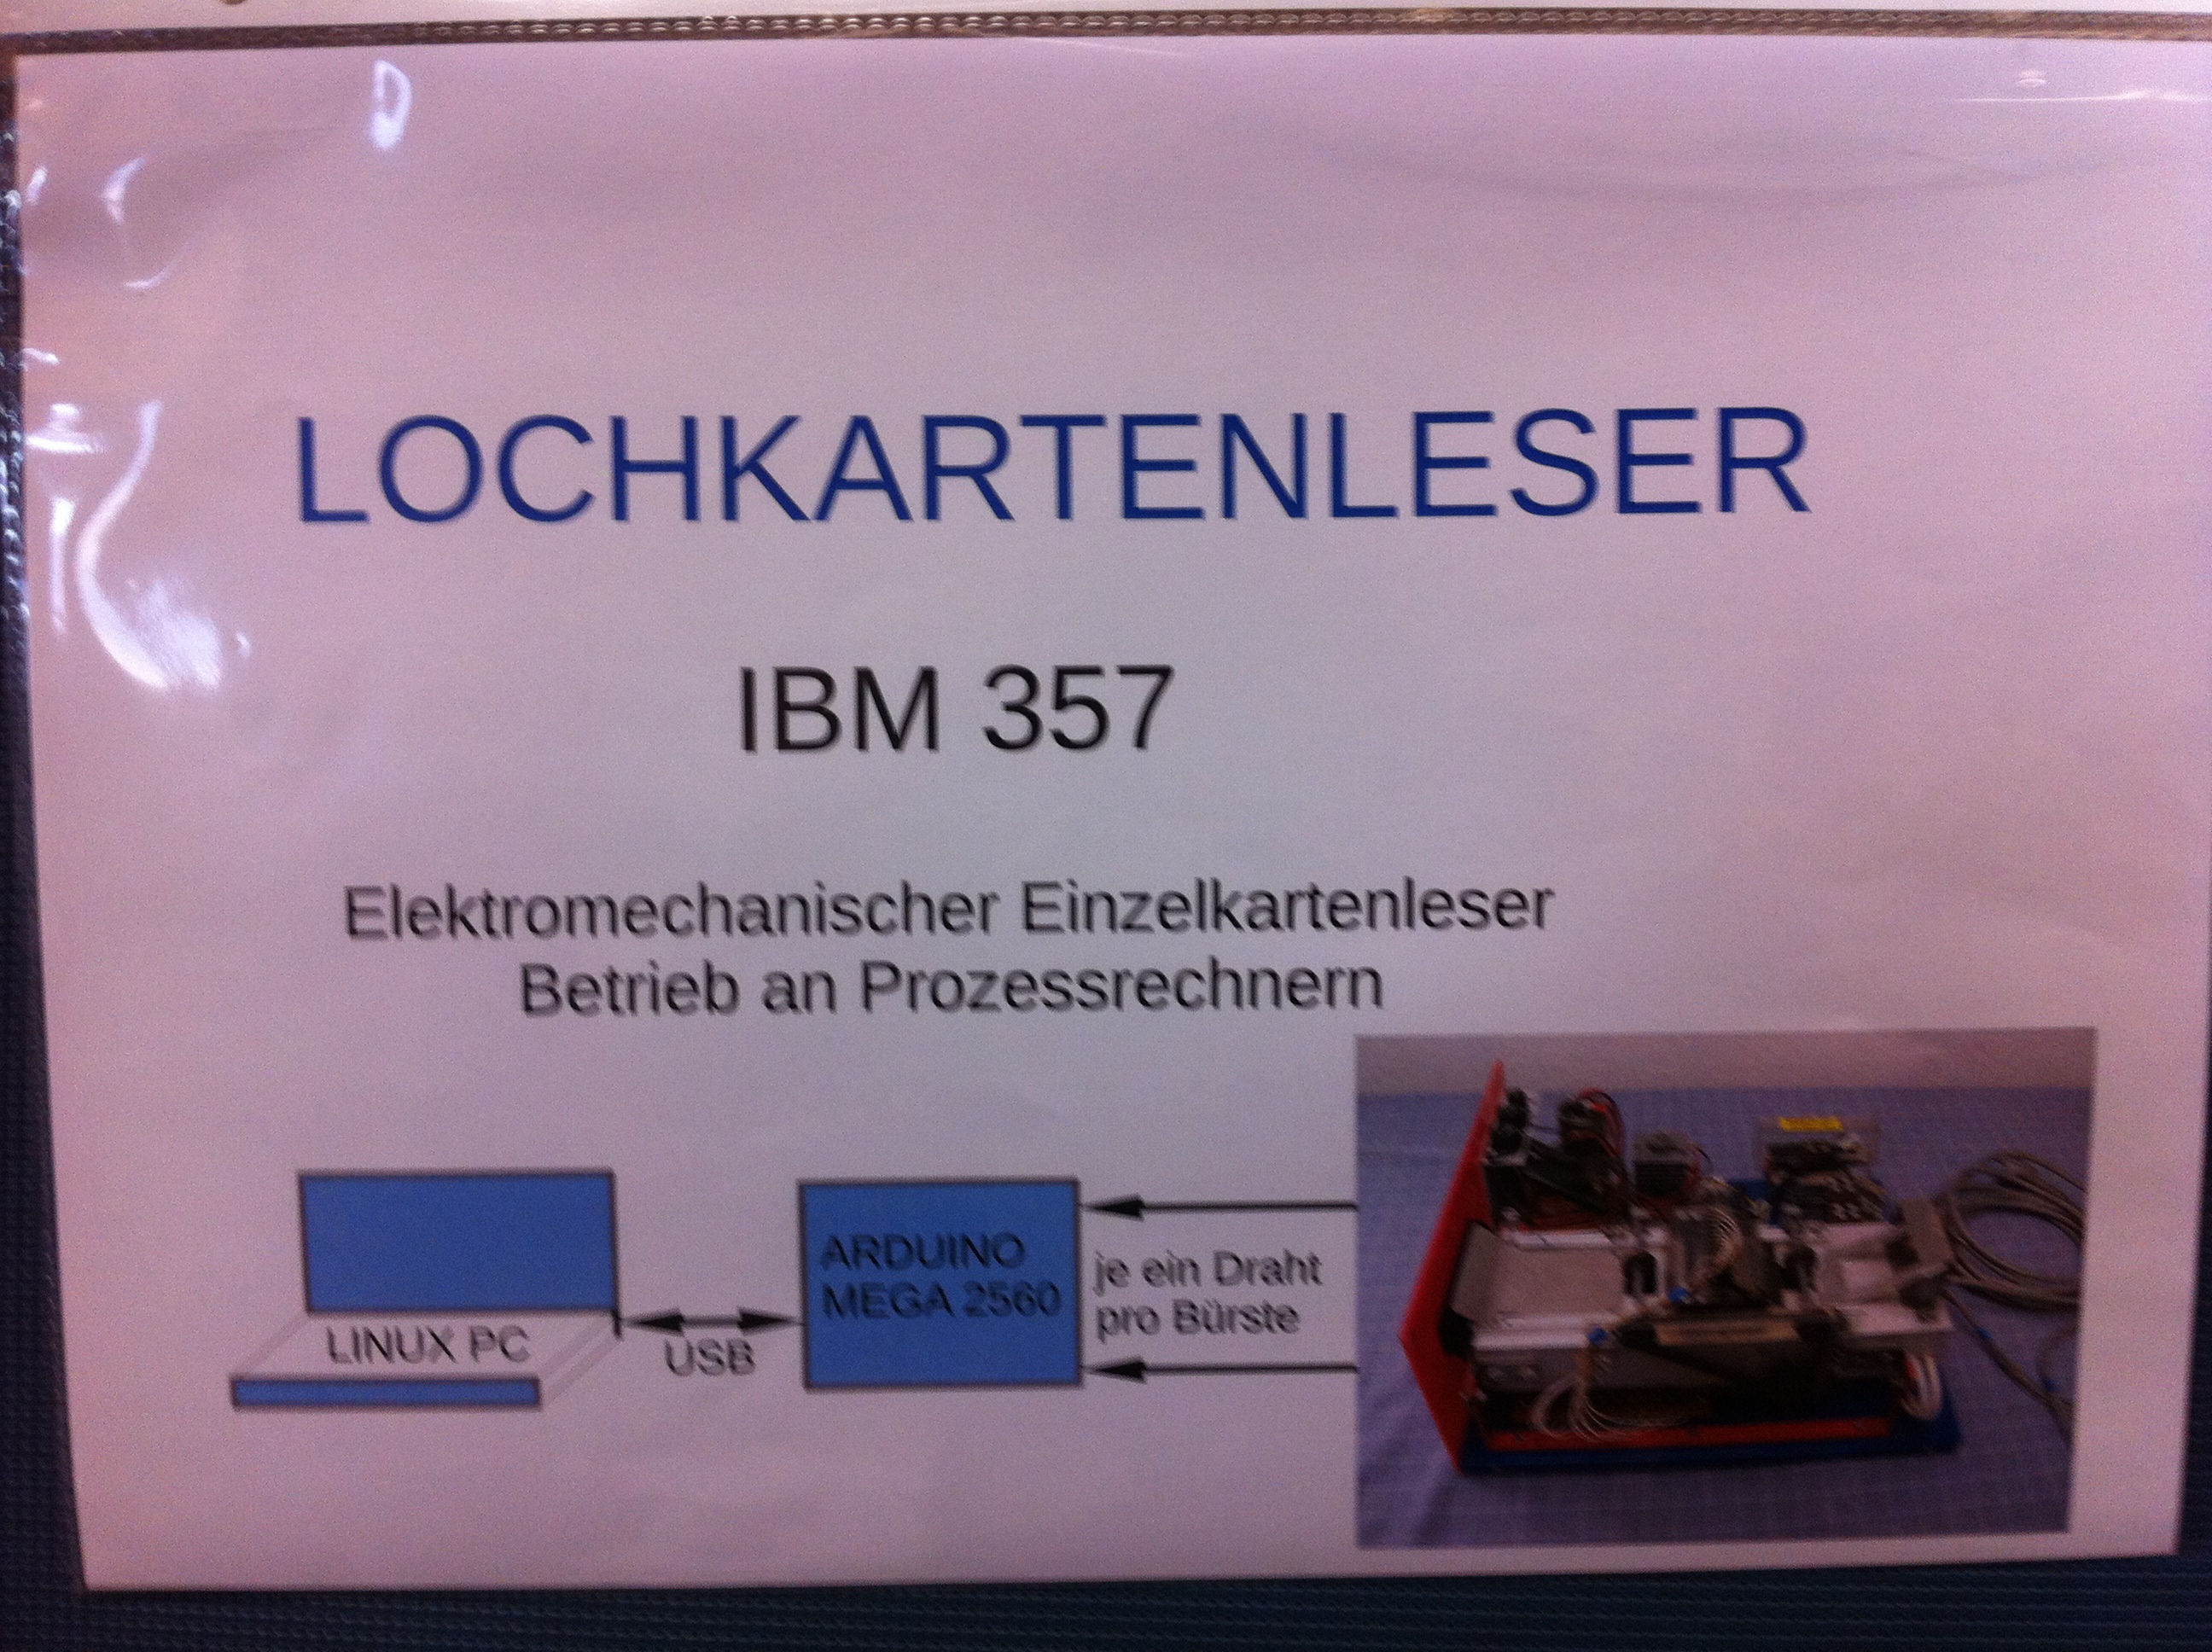 LOCHKARTENLESER
IBM 357
Elektromechanischer Einzelkartenleser
Betrieb an Prozessrechnern
LINUX PC
USB
ARDUINO
MEGA 2560
je ein Draht
pro Bürste